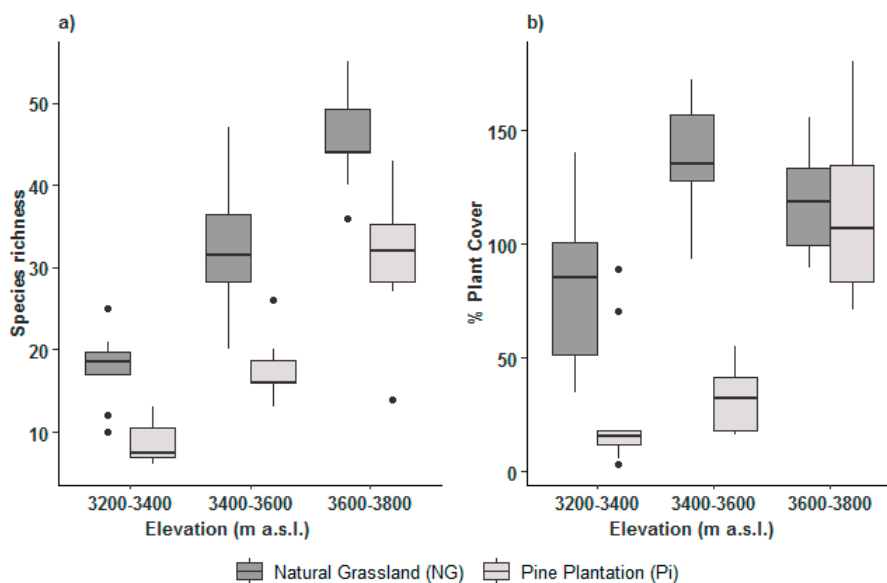 a)
Species richness
50
40
30
20
10
3200-3400 3400-3600 3600-3800
Elevation (m a.s.l.)
b)
% Plant Cover
150
100
50
0
3200-3400 3400-3600 3600-3800
Elevation (m a.s.l.)
Natural Grassland (NG) Pine Plantation (Pi)